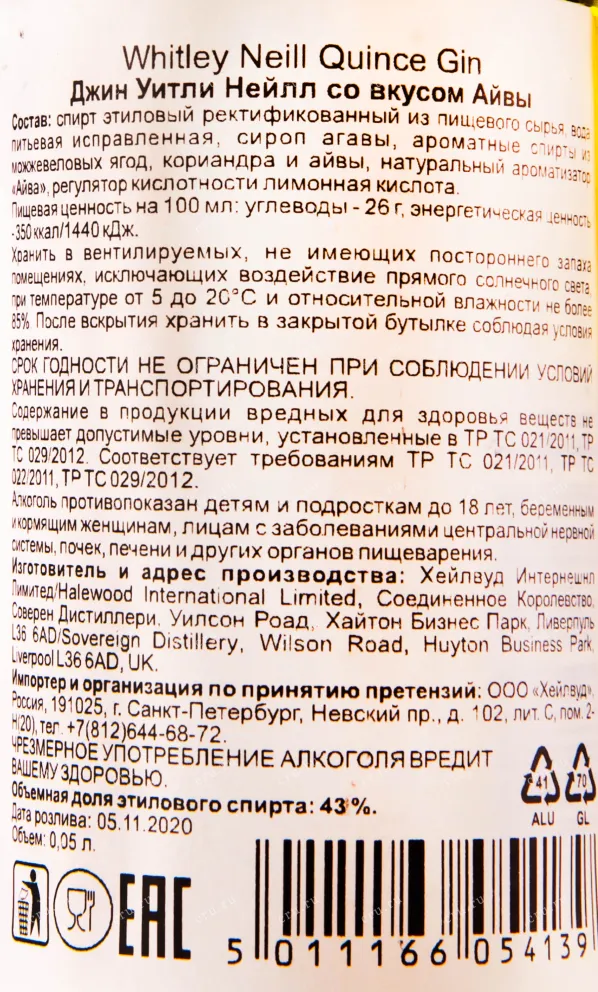 Whitley Neill Quince Gin
Джин Уитли Нейлл со вкусом Айвы
Состав: спирт этиловый ректификованный из пищевого сырья, вода
питьевая исправленная, сироп агавы, ароматные спирты из
можжевеловых ягод, кориандра и айвы, натуральный ароматизатор
«Айва», регулятор кислотности лимонная кислота.
Пищевая ценность на 100 мл: углеводы - 26 г, энергетическая ценность
-350 ккал/1440 кДж.
Хранить в вентилируемых, не имеющих постороннего запаха
помещениях, исключающих воздействие прямого солнечного света,
при температуре от 5 до 20°С и относительной влажности не более
85%. После вскрытия хранить в закрытой бутылке соблюдая условия
хранения.
СРОК ГОДНОСТИ НЕ ОГРАНИЧЕН ПРИ СОБЛЮДЕНИИ УСЛОВИЙ
ХРАНЕНИЯ И ТРАНСПОРТИРОВАНИЯ.
Содержание в продукции вредных для здоровья веществ не
превышает допустимые уровни, установленные в ТР ТС 021/2011, ТР
ТС 029/2012. Соответствует требованиям ТР ТС 021/2011, ТР ТС
022/2011, ТР ТС 029/2012.
Алкоголь противопоказан детям и подросткам до 18 лет, беременным
и кормящим женщинам, лицам с заболеваниями центральной нервной
системы, почек, печени и других органов пищеварения.
Изготовитель и адрес производства: Хейлвуд Интернешнл
Лимитед/Halewood International Limited, Соединенное Королевство,
Соверен Дистиллери, Уилсон Роад, Хайтон Бизнес Парк, Ливерпуль
L36 6AD/Sovereign Distillery, Wilson Road, Huyton Business Park,
Liverpool L36 6AD, UK.
Импортер и организация по принятию претензий: ООО «Хейлвуд»,
Россия, 191025, г. Санкт-Петербург, Невский пр., д. 102, лит. С, пом. 2-
Н(20), тел. +7(812)644-68-72.
ЧРЕЗМЕРНОЕ УПОТРЕБЛЕНИЕ АЛКОГОЛЯ ВРЕДИТ
ВАШЕМУ ЗДОРОВЬЮ.
Объемная доля этилового спирта: 43 %.
Дата розлива: 05.11.2020
Объем: 0,05 л.
41 70
ALU GL
EAC
5 011166 054139